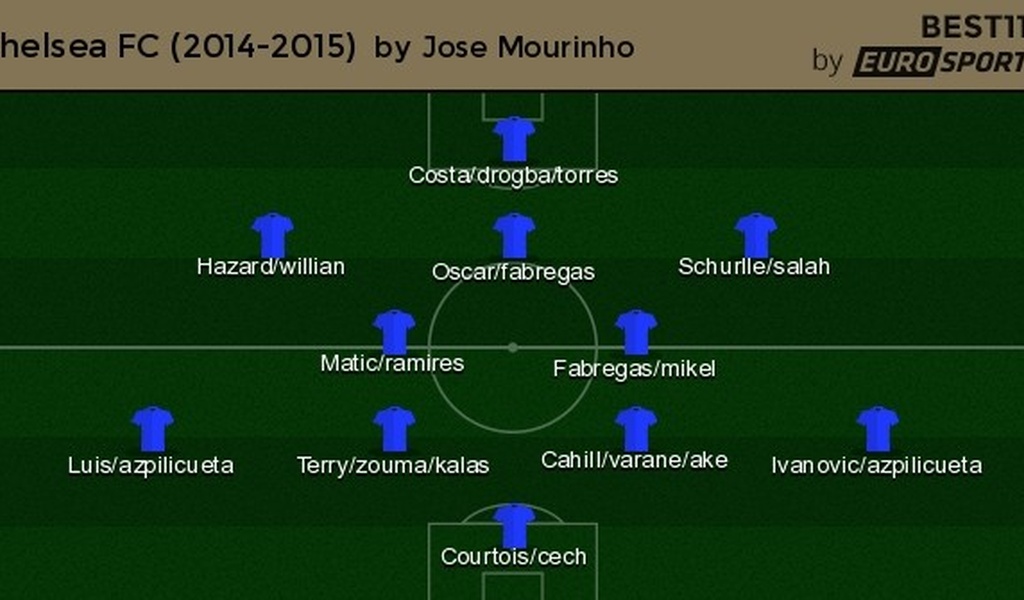 helsea FC (2014-2015) by Jose Mourinho
BEST11
by EUROSPORT
Costa/drogba/torres
Hazard/willian
Oscar/fabregas
Schurlle/salah
Matic/ramires
Fabregas/mikel
Luis/azpilicueta
Terry/zouma/kalas
Cahill/varane/ake
Ivanovic/azpilicueta
Courtois/cech